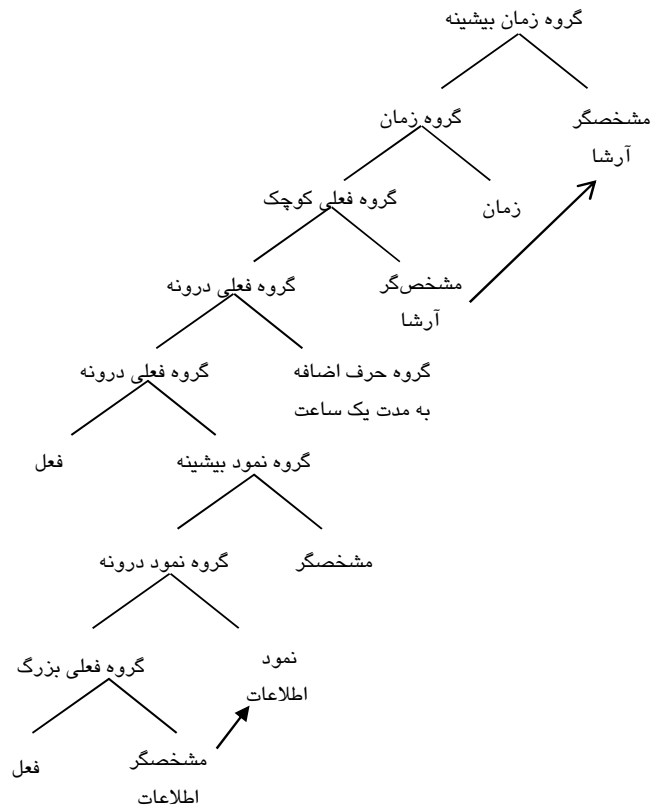 گروه زمان بیشینه
مشخصگر
گروه زمان
آرشا
زمان
گروه فعلی کوچک
مشخص‌گر
گروه فعلی درونه
آرشا
گروه حرف اضافه
گروه فعلی درونه
به مدت یک ساعت
گروه نمود بیشینه
فعل
مشخصگر
گروه نمود درونه
نمود
گروه فعلی بزرگ
اطلاعات
مشخصگر
فعل
اطلاعات